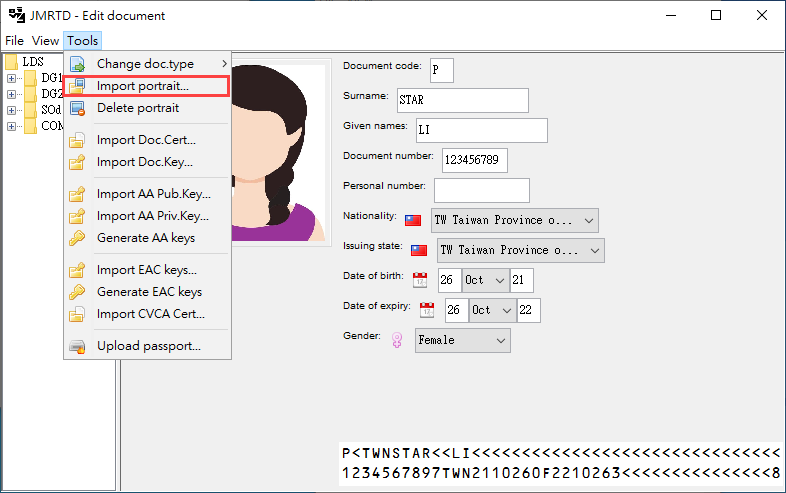 JMRTD - Edit document
File View Tools
LDS
DG1
DG2
SOd
COM
Change doc.type
Import portrait...
Delete portrait
Import Doc.Cert...
Import Doc.Key...
Import AA Pub.Key...
Import AA Priv.Key...
Generate AA keys
Import EAC keys...
Generate EAC keys
Import CVCA Cert...
Upload passport...
Document code: P
Surname: STAR
Given names: LI
Document number: 123456789
Personal number:
Nationality: TW Taiwan Province o...
Issuing state: TW Taiwan Province o...
Date of birth: 26 Oct 21
Date of expiry: 26 Oct 22
Gender: Female
P<TWNSTAR<<LI<<<<<<<<<<<<<<<<<<<<<<<<<<<<<<<
1234567897TWN2110260F2210263<<<<<<<<<<<<<<<8